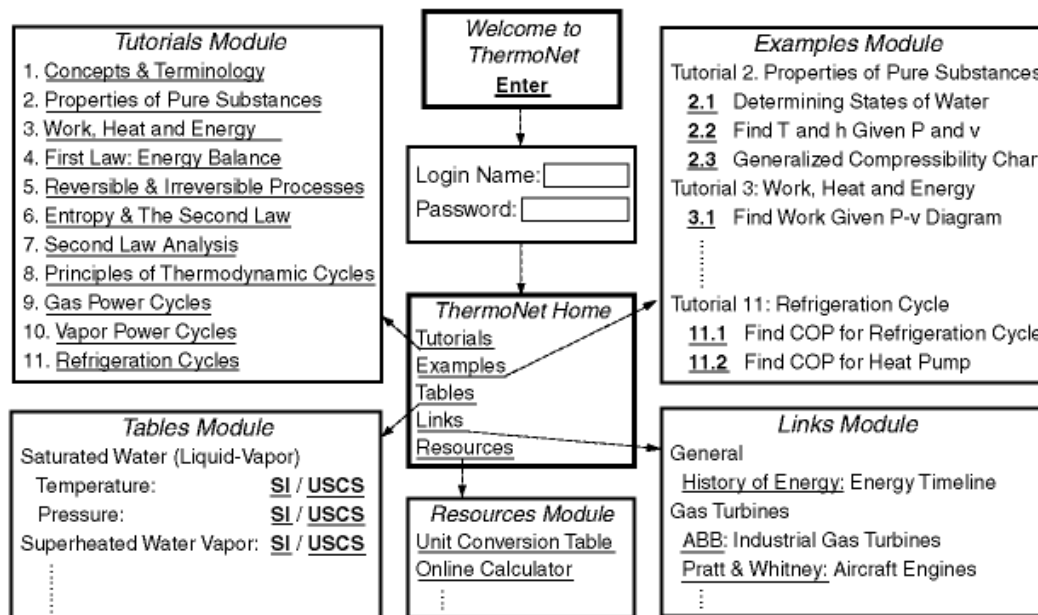 Tutorials Module
1. Concepts & Terminology
2. Properties of Pure Substances
3. Work, Heat and Energy
4. First Law: Energy Balance
5. Reversible & Irreversible Processes
6. Entropy & The Second Law
7. Second Law Analysis
8. Principles of Thermodynamic Cycles
9. Gas Power Cycles
10. Vapor Power Cycles
11. Refrigeration Cycles
Welcome to
ThermoNet
Enter
Login Name:
Password:
ThermoNet Home
Tutorials
Examples
Tables
Links
Resources
Examples Module
Tutorial 2. Properties of Pure Substances
2.1 Determining States of Water
2.2 Find T and h Given P and v
2.3 Generalized Compressibility Char
Tutorial 3: Work, Heat and Energy
3.1 Find Work Given P-v Diagram
Tutorial 11: Refrigeration Cycle
11.1 Find COP for Refrigeration Cycle
11.2 Find COP for Heat Pump
Tables Module
Saturated Water (Liquid-Vapor)
Temperature: SI / USCS
Pressure: SI / USCS
Superheated Water Vapor: SI / USCS
Resources Module
Unit Conversion Table
Online Calculator
Links Module
General
History of Energy: Energy Timeline
Gas Turbines
ABB: Industrial Gas Turbines
Pratt & Whitney: Aircraft Engines